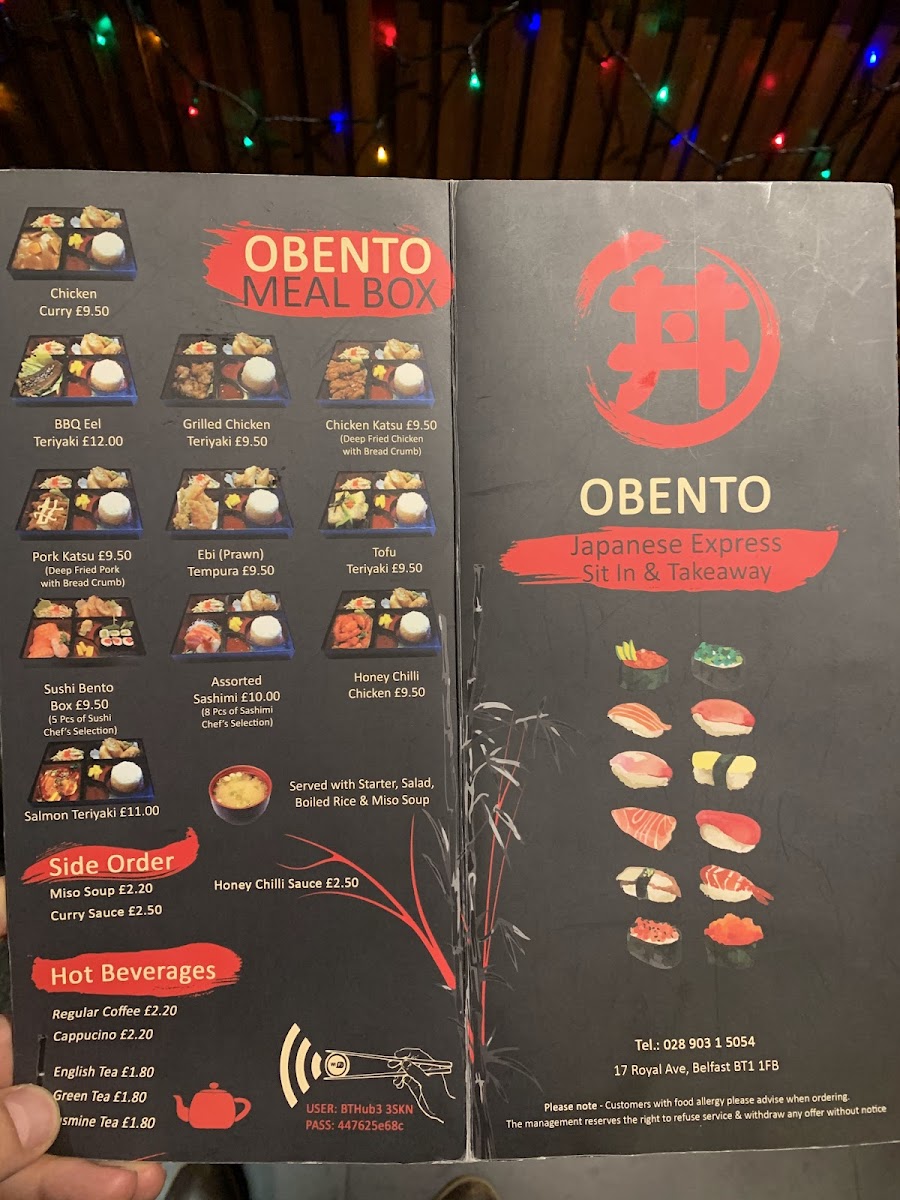 OBENTO
MEAL BOX
Chicken
Curry £9.50
BBQ Eel
Teriyaki £12.00
Grilled Chicken
Teriyaki £9.50
Chicken Katsu £9.50
(Deep Fried Chicken
with Bread Crumb)
Pork Katsu £9.50
(Deep Fried Pork
with Bread Crumb)
Ebi (Prawn)
Tempura £9.50
Tofu
Teriyaki £9.50
Sushi Bento
Box £9.50
(5 Pcs of Sushi
Chef's Selection)
Assorted
Sashimi £10.00
(8 Pcs of Sashimi
Chef's Selection)
Honey Chilli
Chicken £9.50
Salmon Teriyaki £11.00
Served with Starter, Salad,
Boiled Rice & Miso Soup
Side Order
Miso Soup £2.20
Curry Sauce £2.50
Honey Chilli Sauce £2.50
Hot Beverages
Regular Coffee £2.20
Cappucino £2.20
English Tea £1.80
Green Tea £1.80
asmine Tea £1.80
USER: BTHub3 3SKN
PASS: 447625e68c
丼
OBENTO
Japanese Express
Sit In & Takeaway
Tel.: 028 903 1 5054
17 Royal Ave, Belfast BT1 1FB
Please note - Customers with food allergy please advise when ordering.
The management reserves the right to refuse service & withdraw any offer without notice